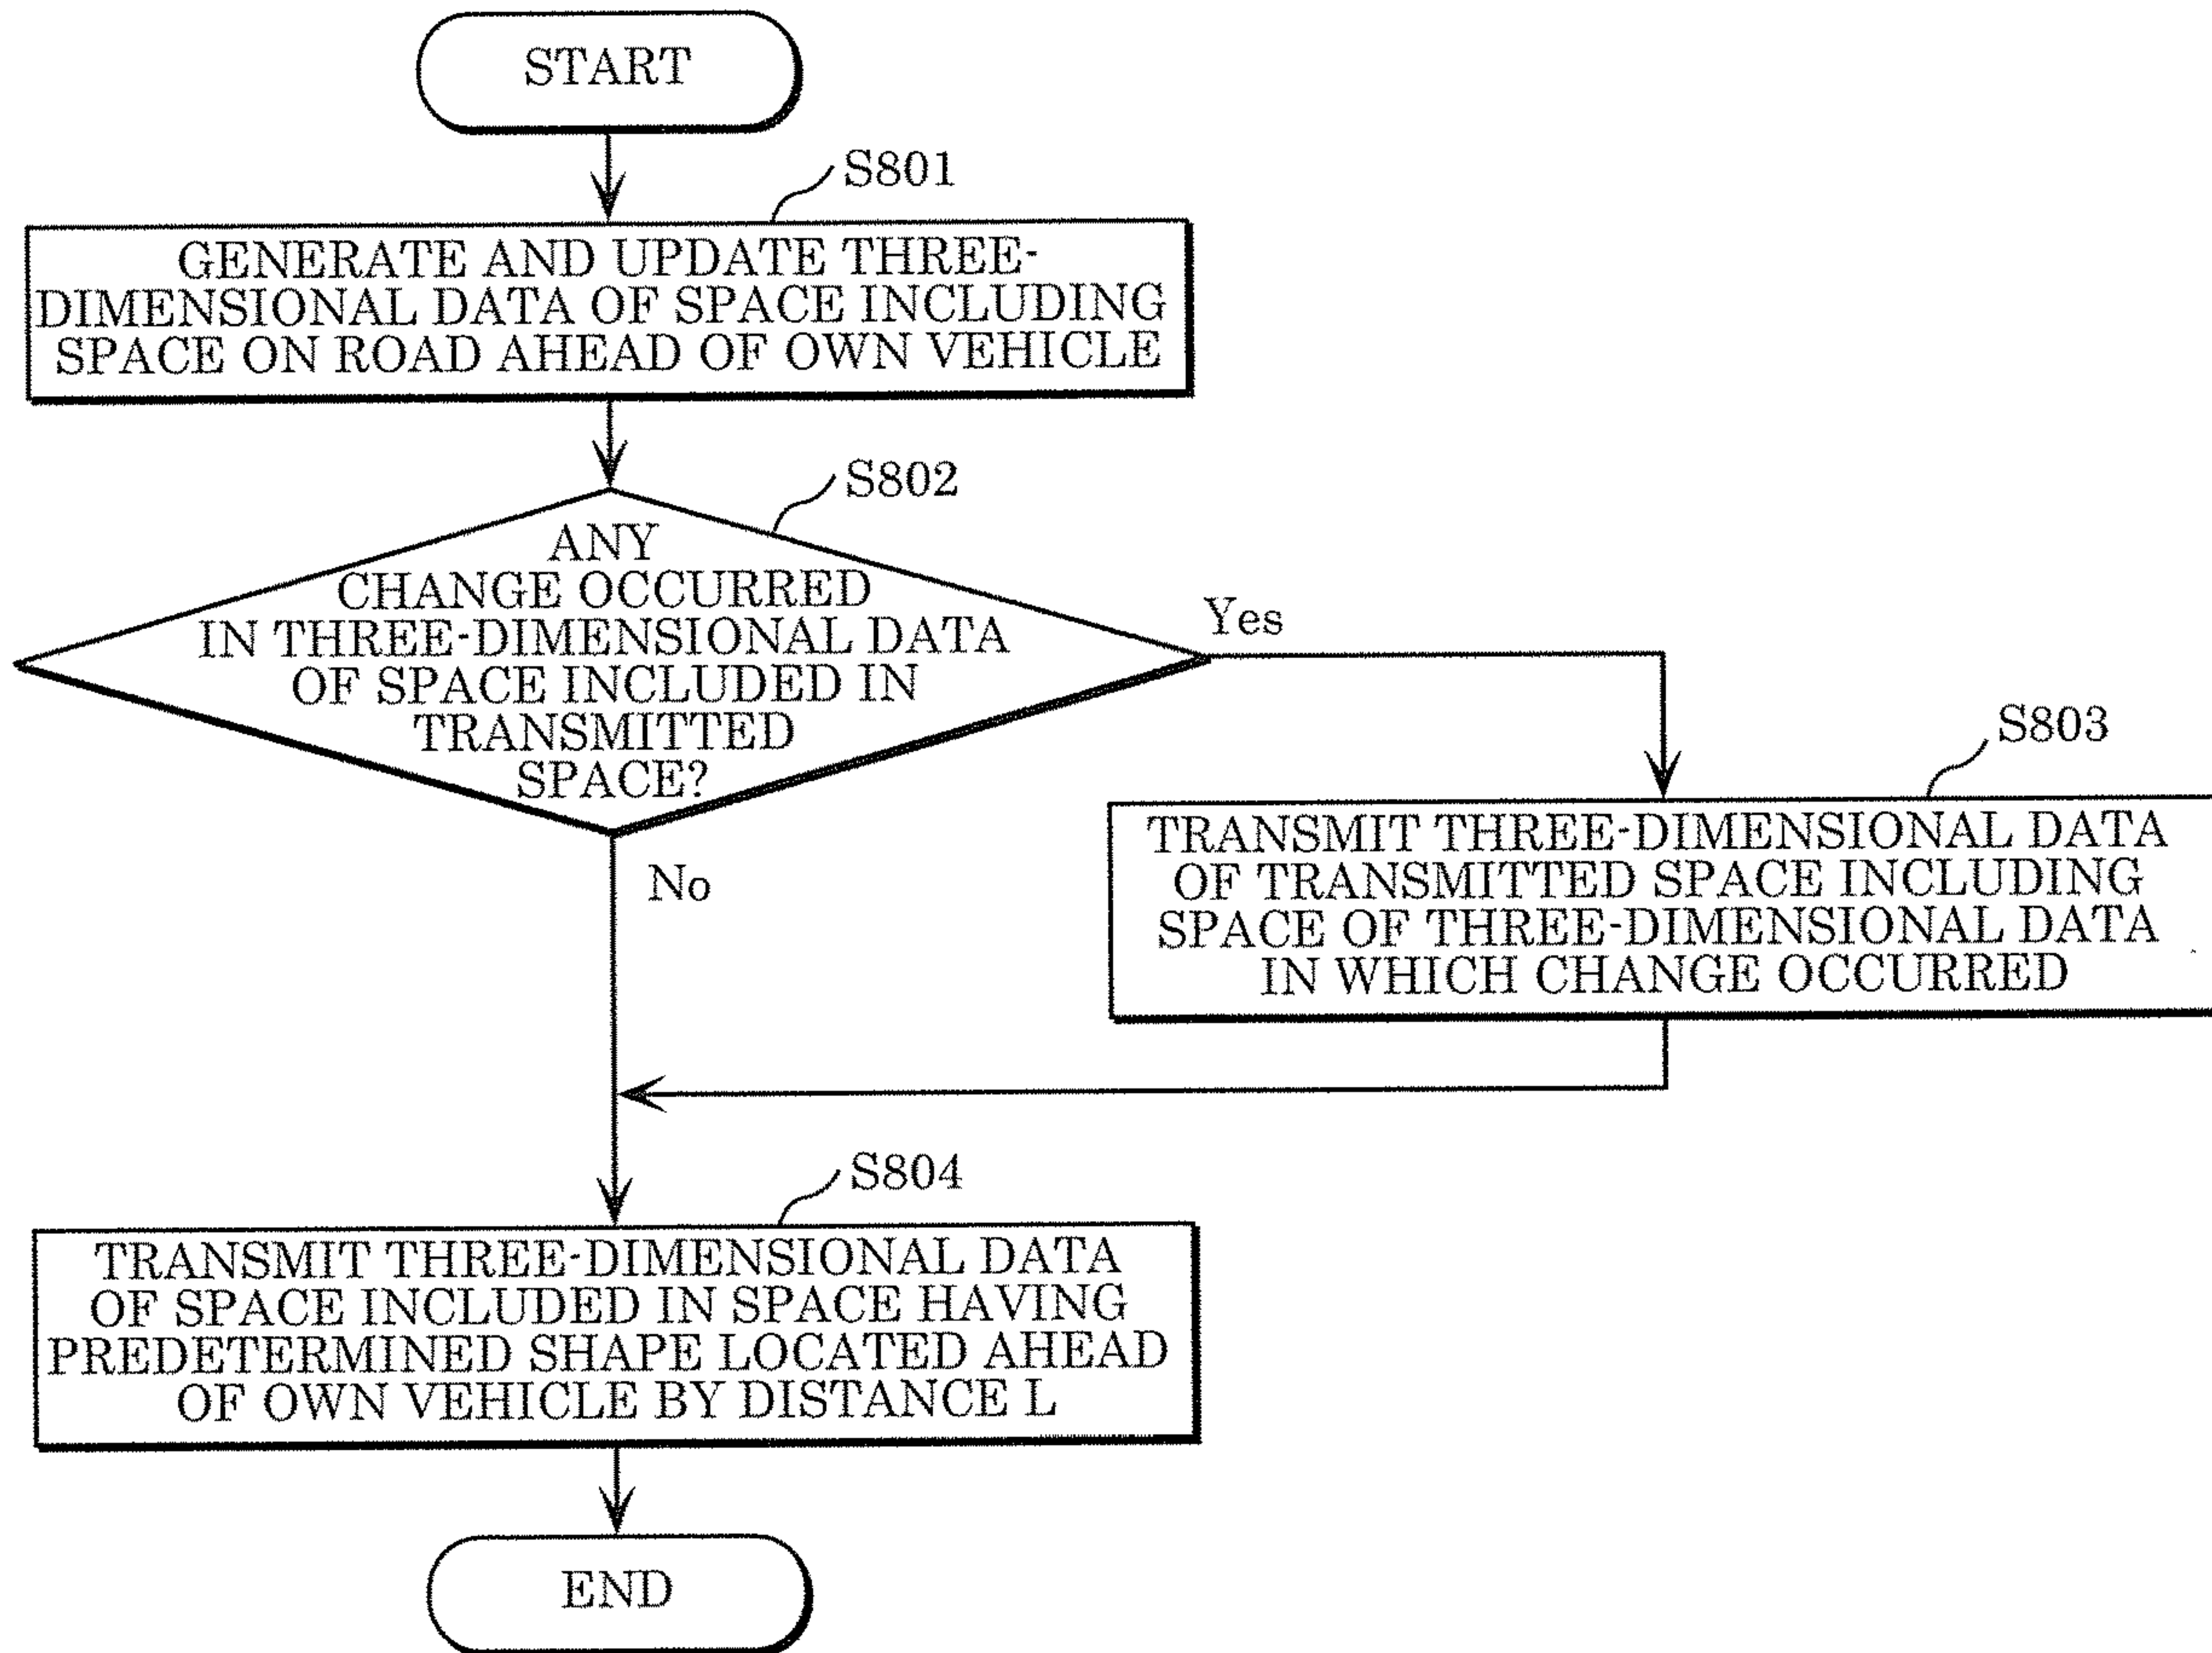 START
S801
GENERATE AND UPDATE THREE-
DIMENSIONAL DATA OF SPACE INCLUDING
SPACE ON ROAD AHEAD OF OWN VEHICLE
S802
ANY
CHANGE OCCURRED
IN THREE-DIMENSIONAL DATA
OF SPACE INCLUDED IN
TRANSMITTED
SPACE?
Yes
S803
TRANSMIT THREE-DIMENSIONAL DATA
OF TRANSMITTED SPACE INCLUDING
SPACE OF THREE-DIMENSIONAL DATA
IN WHICH CHANGE OCCURRED
No
S804
TRANSMIT THREE-DIMENSIONAL DATA
OF SPACE INCLUDED IN SPACE HAVING
PREDETERMINED SHAPE LOCATED AHEAD
OF OWN VEHICLE BY DISTANCE L
END